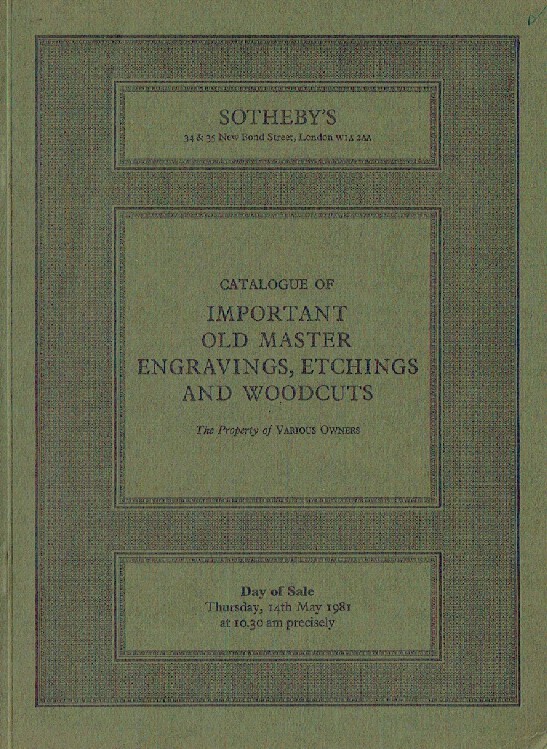 SOTHEBY'S
34 & 35 New Bond Street, London W1A 2AA
CATALOGUE OF
IMPORTANT
OLD MASTER
ENGRAVINGS, ETCHINGS
AND WOODCUTS
The Property of VARIOUS OWNERS
Day of Sale
Thursday, 14th May 1981
at 10.30 am precisely